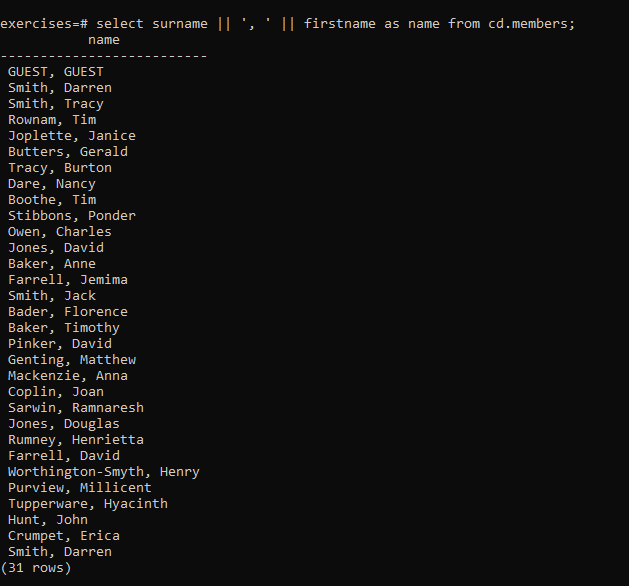 exercises=# select surname || ', ' || firstname as name from cd.members;
name
--------------------------
GUEST, GUEST
Smith, Darren
Smith, Tracy
Rownam, Tim
Joplette, Janice
Butters, Gerald
Tracy, Burton
Dare, Nancy
Boothe, Tim
Stibbons, Ponder
Owen, Charles
Jones, David
Baker, Anne
Farrell, Jemima
Smith, Jack
Bader, Florence
Baker, Timothy
Pinker, David
Genting, Matthew
Mackenzie, Anna
Coplin, Joan
Sarwin, Ramnaresh
Jones, Douglas
Rumney, Henrietta
Farrell, David
Worthington-Smyth, Henry
Purview, Millicent
Tupperware, Hyacinth
Hunt, John
Crumpet, Erica
Smith, Darren
(31 rows)